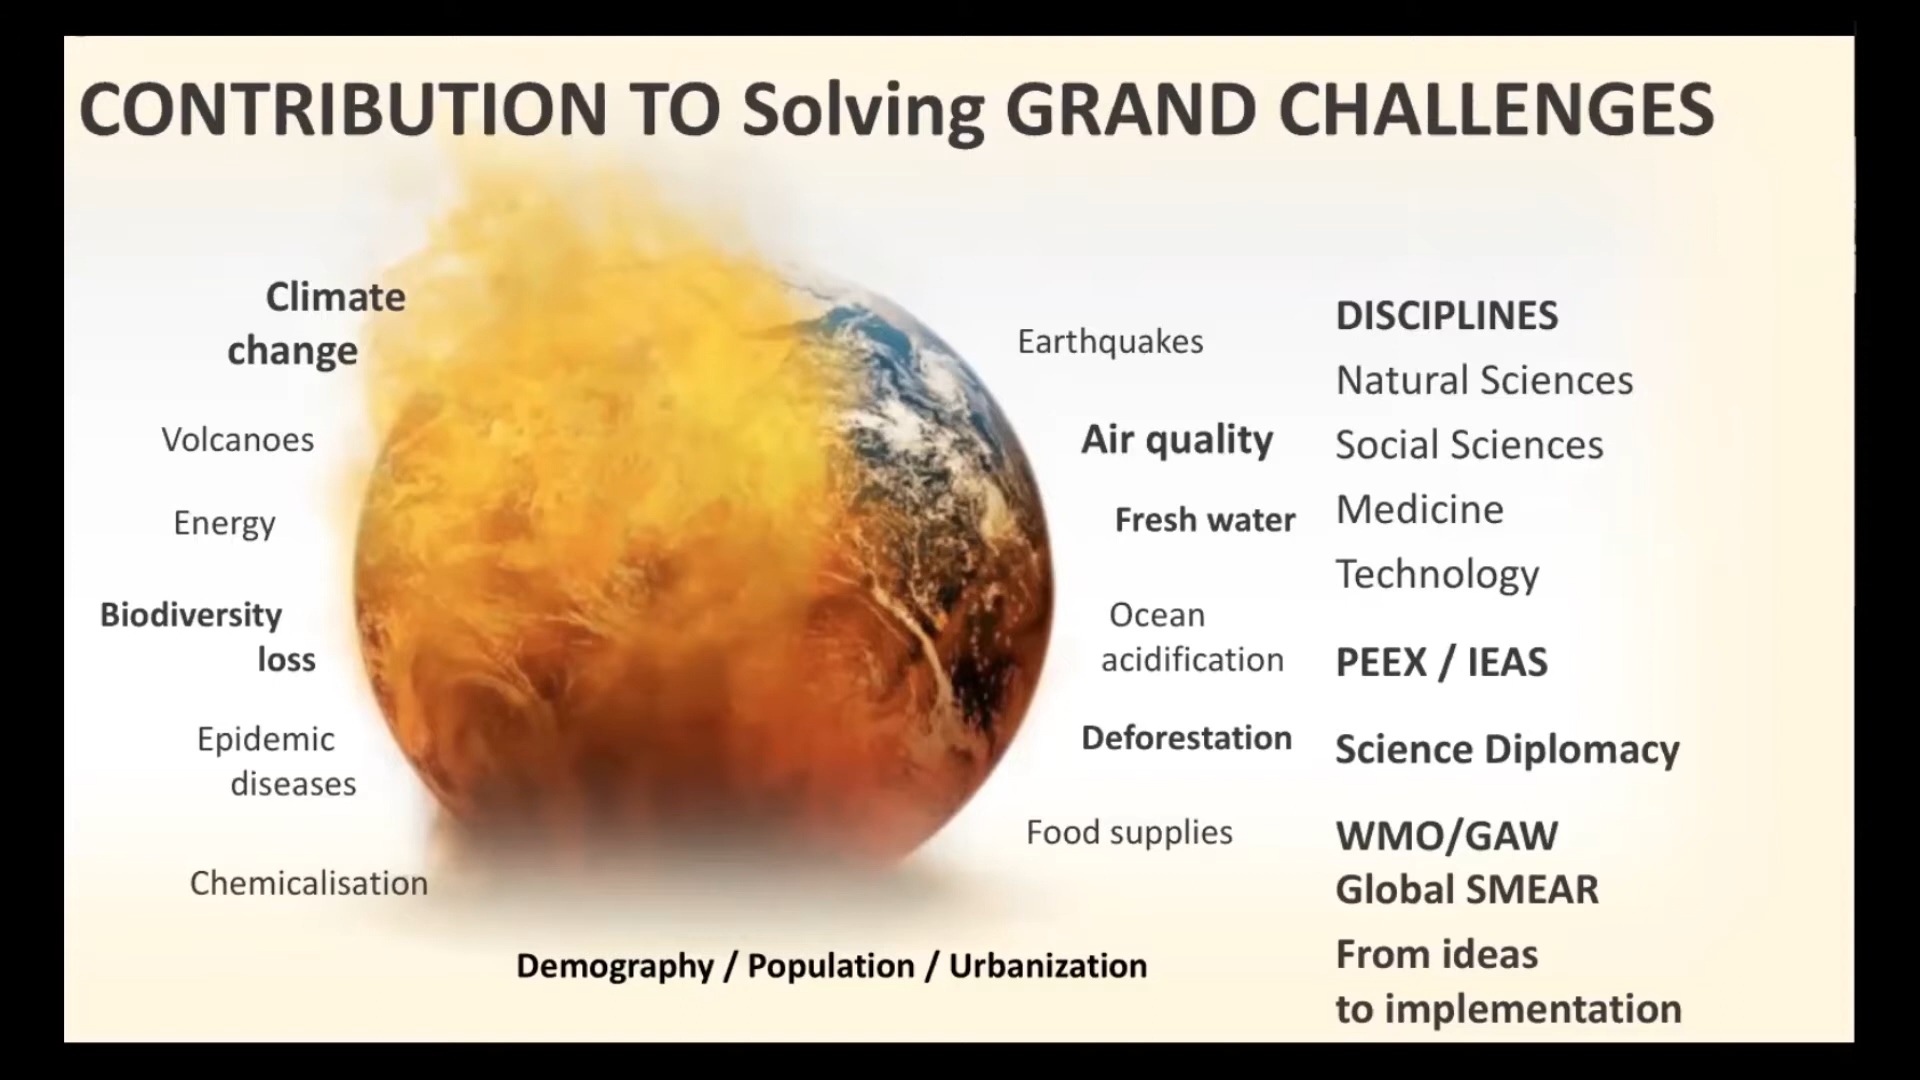 CONTRIBUTION TO Solving GRAND CHALLENGES
Climate
change
Volcanoes
Energy
Biodiversity
loss
Epidemic
diseases
Chemicalisation
Demography / Population / Urbanization
Earthquakes
Air quality
Fresh water
Ocean
acidification
Deforestation
Food supplies
DISCIPLINES
Natural Sciences
Social Sciences
Medicine
Technology
PEEX / IEAS
Science Diplomacy
WMO/GAW
Global SMEAR
From ideas
to implementation